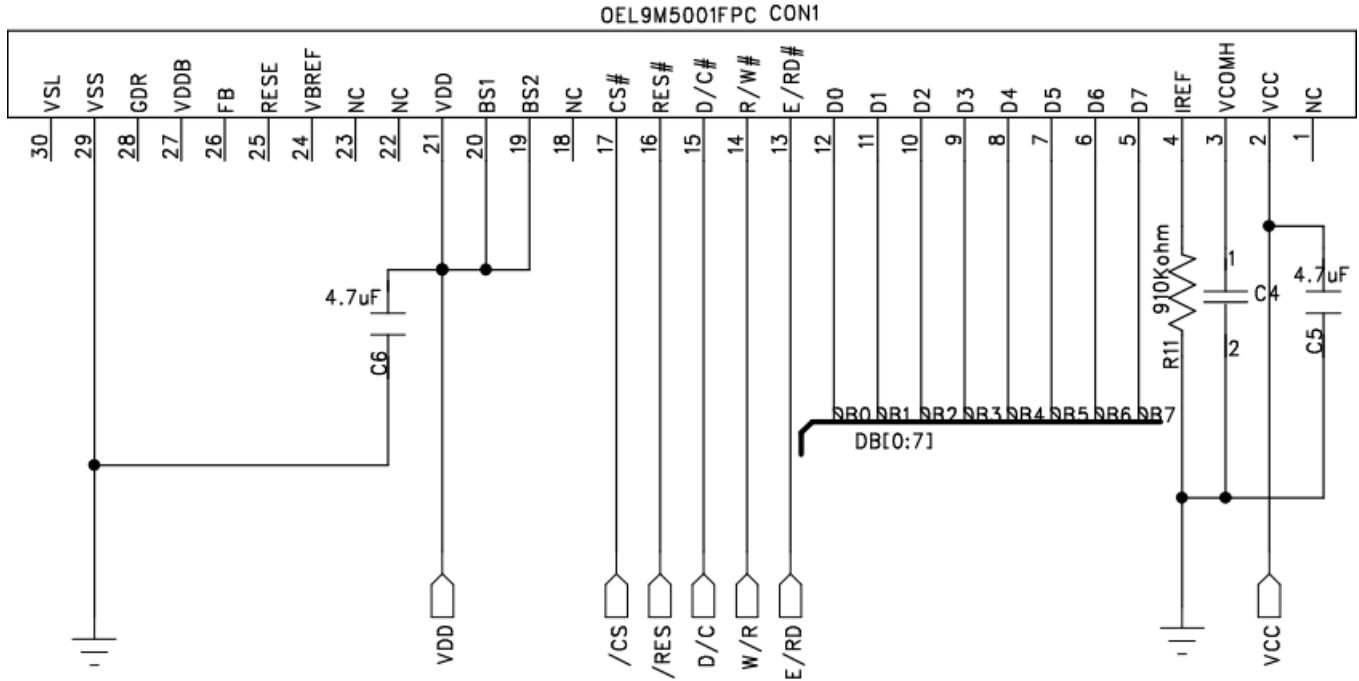 OEL9M5001FPC CON1
VSL
VSS
GDR
VDDB
FB
RESE
VBREF
NC
NC
VDD
BS1
BS2
NC
CS#
RES#
D/C#
R/W#
E/RD#
D0
D1
D2
D3
D4
D5
D6
D7
IREF
VCOMH
VCC
NC
30
29
28
27
26
25
24
23
22
21
20
19
18
17
16
15
14
13
12
11
10
9
8
7
6
5
4
3
2
1
4.7uF
C6
910Kohm
R11
1
C4
2
4.7uF
C5
DB0
DB1
DB2
DB3
DB4
DB5
DB6
DB7
DB[0:7]
VDD
/CS
/RES
D/C
W/R
E/RD
VCC